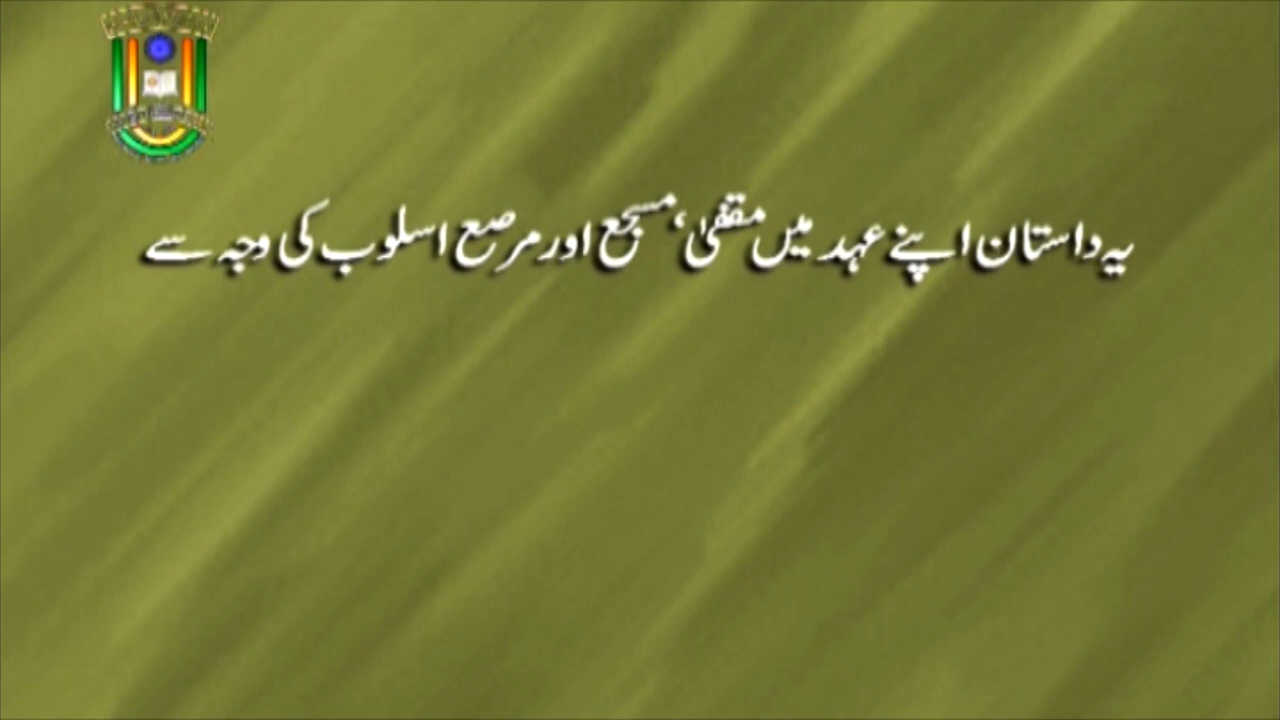 یہ داستان اپنے عہد میں مقفیٰ، مسجع اور مرصع اسلوب کی وجہ سے